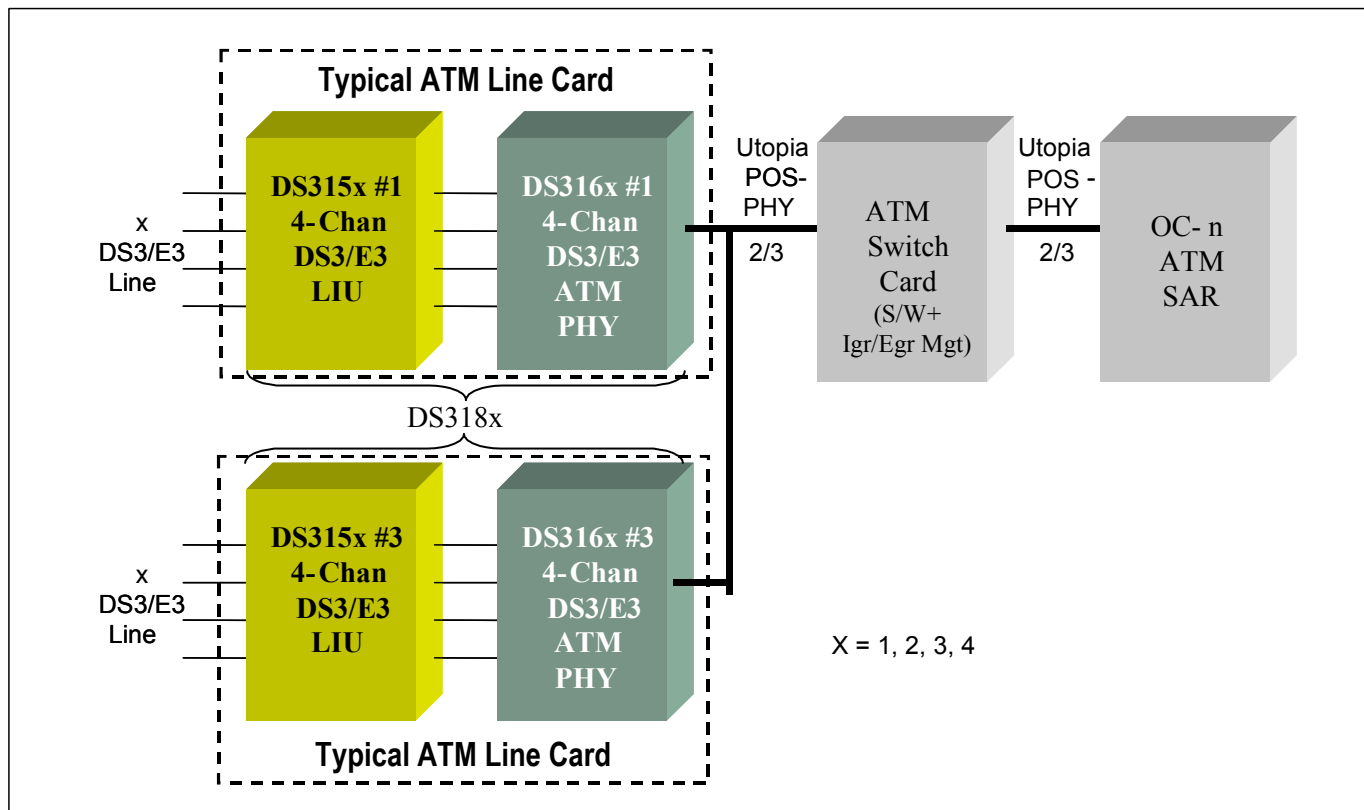 Typical ATM Line Card
DS315x #1
4-Chan
DS3/E3
LIU
DS316x #1
4-Chan
DS3/E3
ATM
PHY
x
DS3/E3
Line
Utopia
POS-
PHY
2/3
ATM
Switch
Card
(S/W+
Igr/Egr Mgt)
Utopia
POS -
PHY
2/3
OC- n
ATM
SAR
DS318x
DS315x #3
4-Chan
DS3/E3
LIU
DS316x #3
4-Chan
DS3/E3
ATM
PHY
x
DS3/E3
Line
X = 1, 2, 3, 4
Typical ATM Line Card